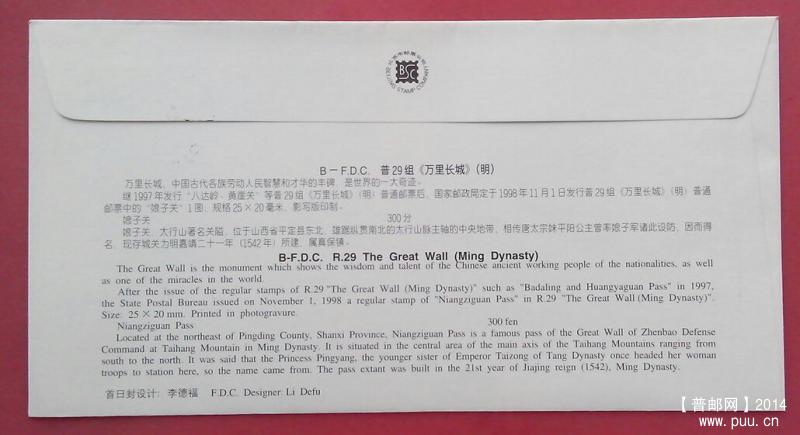 北京市邮票公司
BSC
BEIJING STAMP COMPANY
B-F.D.C. 普29组《万里长城》(明)
万里长城，中国古代各族劳动人民智慧和才华的丰碑，是世界的一大奇迹。
继1997年发行“八达岭、黄崖关”等普29组《万里长城》(明) 普通邮票后，国家邮政局定于1998年11月1日发行普29组《万里长城》(明) 普通
邮票中的“娘子关”1图，规格25×20毫米，影写版印制。
娘子关 300分
娘子关，太行山著名关隘，位于山西省平定县东北，雄踞纵贯南北的太行山脉主轴的中央地带，相传唐太宗妹平阳公主曾率娘子军诸此设防，因而得
名，现存城关为明嘉靖二十一年 (1542年) 所建，属真保镇。
B-F.D.C. R.29 The Great Wall (Ming Dynasty)
The Great Wall is the monument which shows the wisdom and talent of the Chinese ancient working people of the nationalities, as well
as one of the miracles in the world.
After the issue of the regular stamps of R.29 "The Great Wall (Ming Dynasty)" such as "Badaling and Huangyaguan Pass" in 1997,
the State Postal Bureau issued on November 1, 1998 a regular stamp of "Niangziguan Pass" in R.29 "The Great Wall (Ming Dynasty)".
Size: 25×20 mm. Printed in photogravure.
Niangziguan Pass 300 fen
Located at the northeast of Pingding County, Shanxi Province, Niangziguan Pass is a famous pass of the Great Wall of Zhenbao Defense
Command at Taihang Mountain in Ming Dynasty. It is situated in the central area of the main axis of the Taihang Mountains ranging from
south to the north. It was said that the Princess Pingyang, the younger sister of Emperor Taizong of Tang Dynasty once headed her woman
troops to station here, so the name came from. The pass extant was built in the 21st year of Jiajing reign (1542), Ming Dynasty.
首日封设计: 李德福 F.D.C. Designer: Li Defu
【普邮网】2014
www.puu.cn